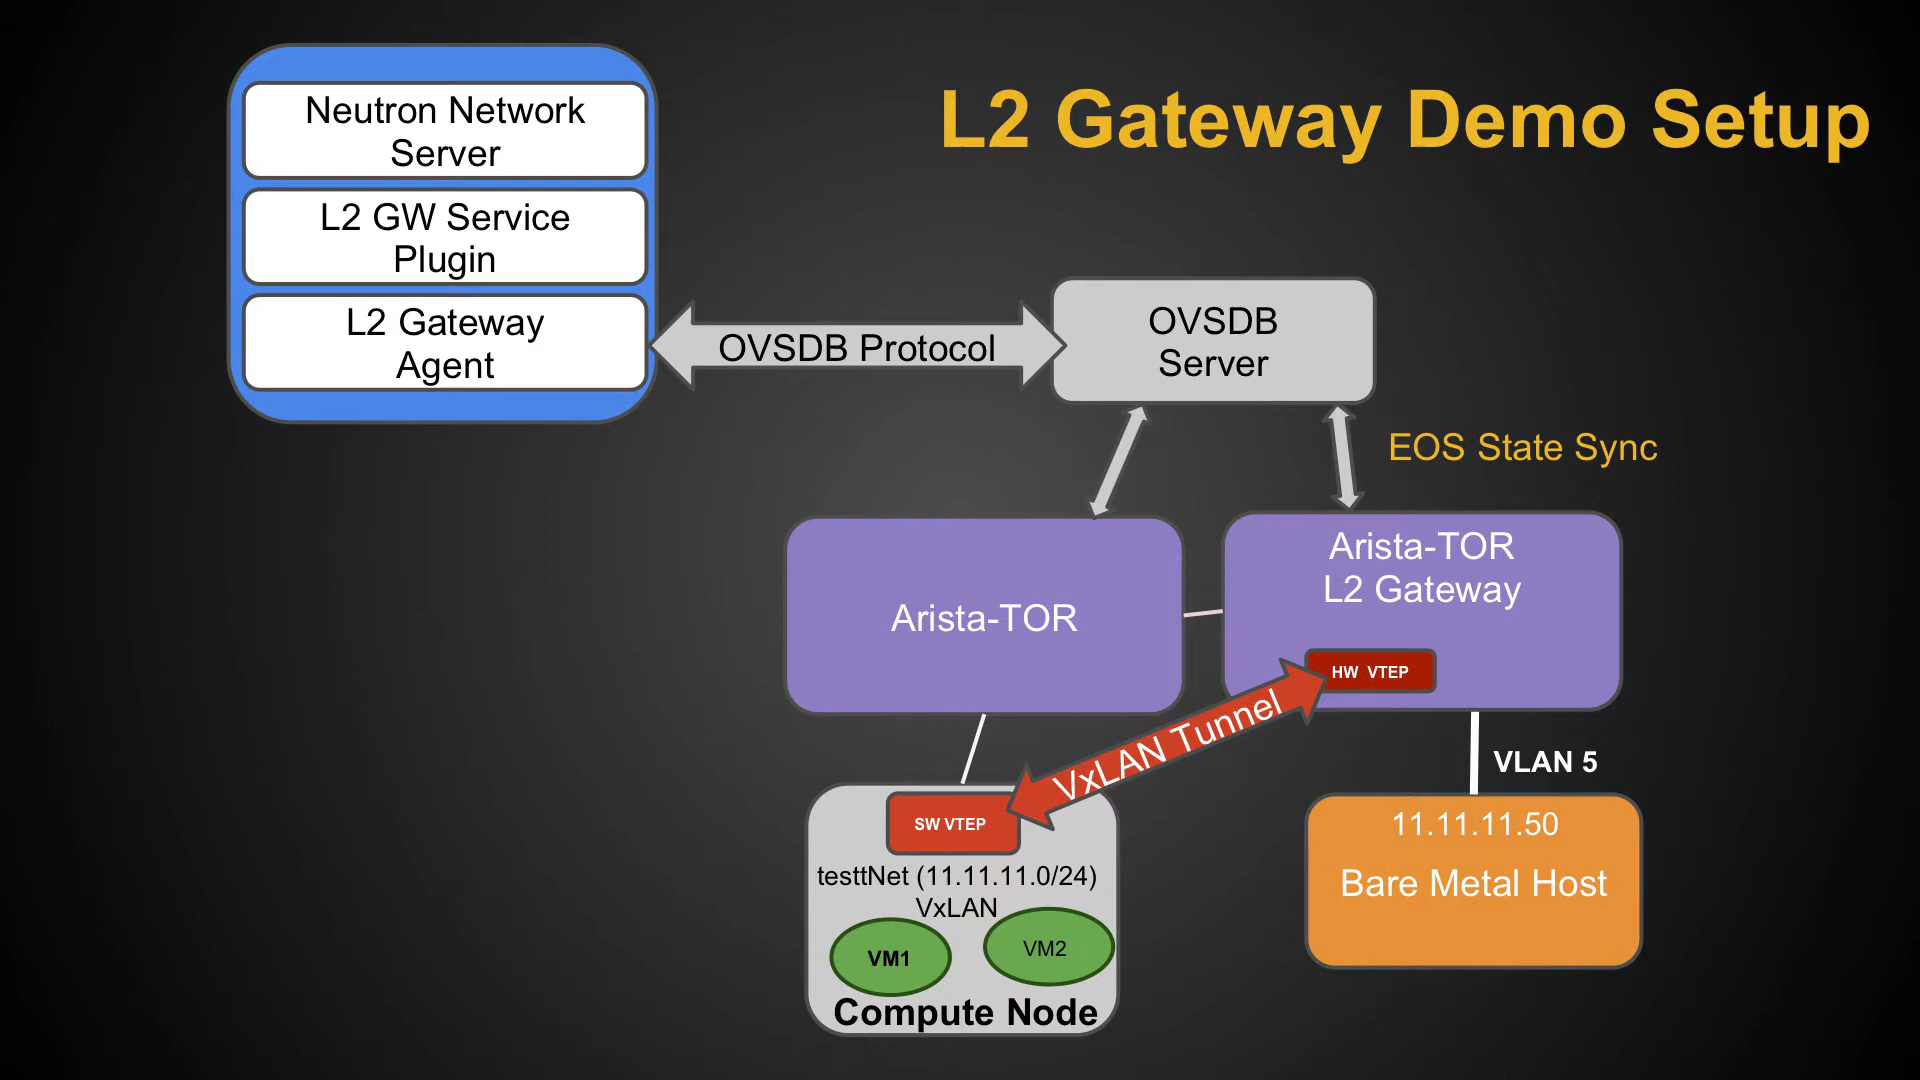 L2 Gateway Demo Setup
Neutron Network
Server
L2 GW Service
Plugin
L2 Gateway
Agent
OVSDB Protocol
OVSDB
Server
EOS State Sync
Arista-TOR
Arista-TOR
L2 Gateway
HW VTEP
VxLAN Tunnel
VLAN 5
SW VTEP
testtNet (11.11.11.0/24)
VxLAN
VM1
VM2
Compute Node
11.11.11.50
Bare Metal Host